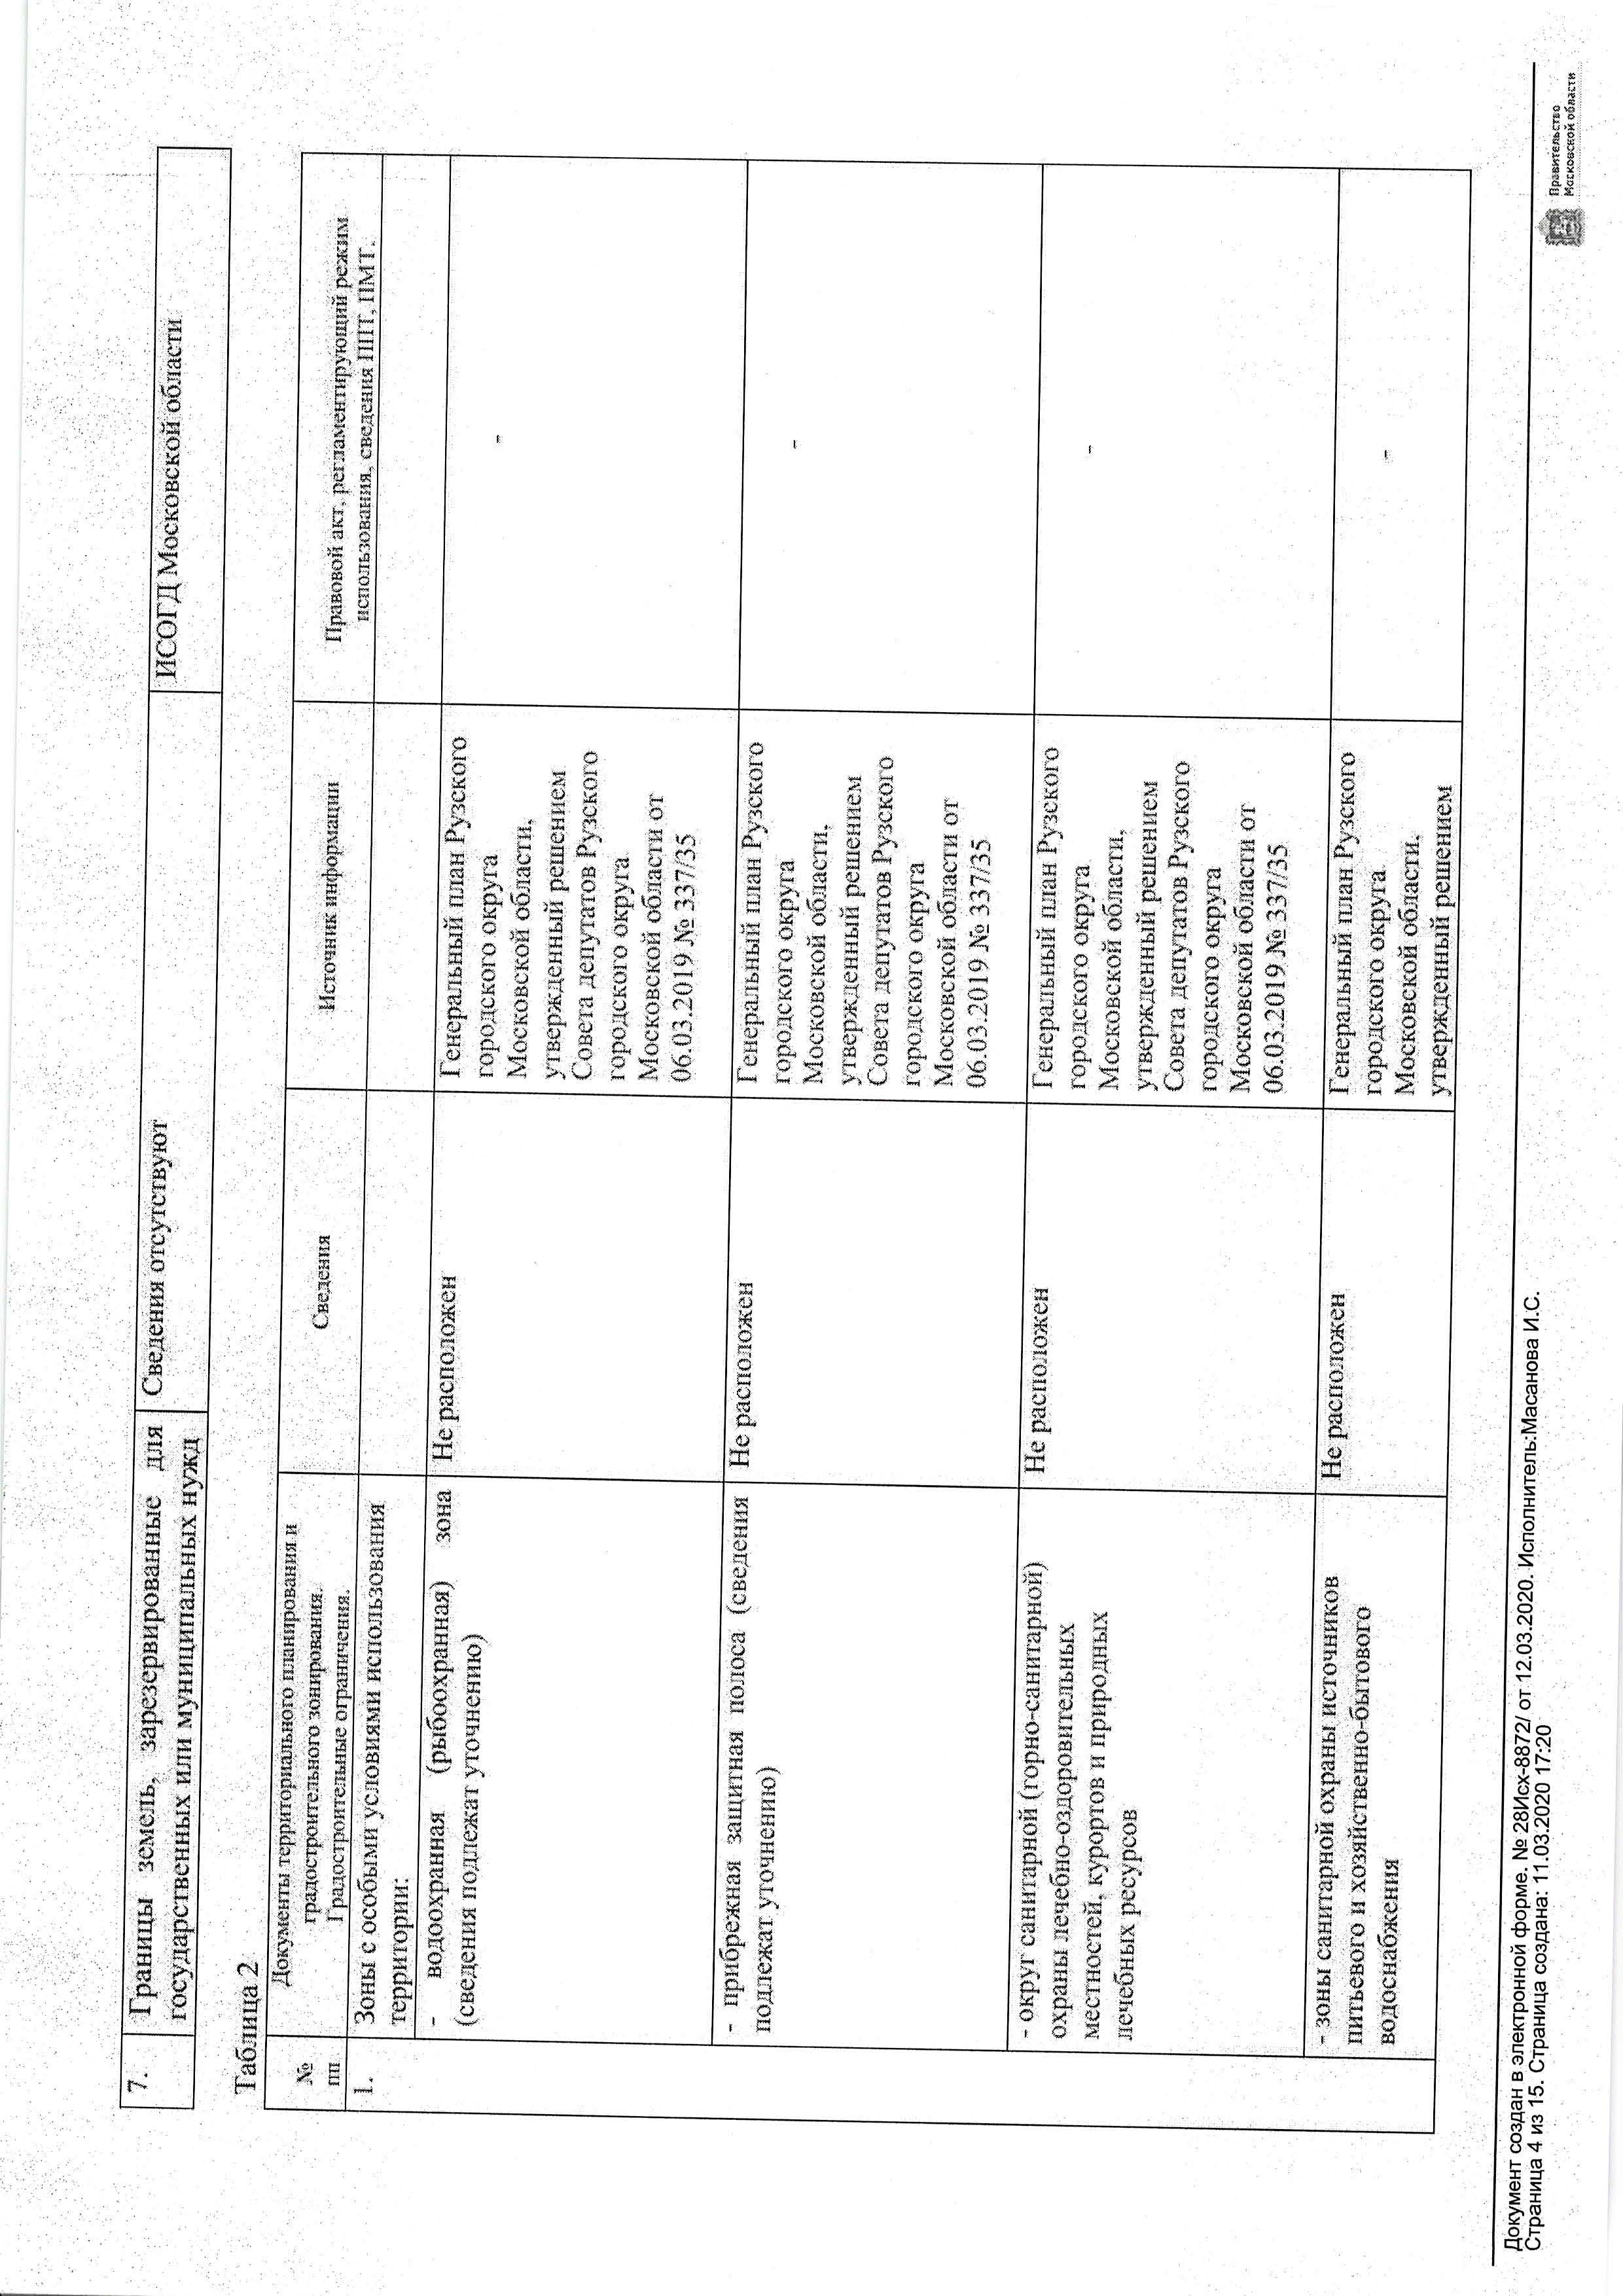 7.
Границы земель, зарезервированные для
государственных или муниципальных нужд
Сведения отсутствуют
ИСОГД Московской области
Таблица 2
№
пп
Документы территориального планирования и
градостроительного зонирования.
Градостроительные ограничения.
Сведения
Источник информации
Правовой акт, регламентирующий режим
использования, сведения ППТ, ПМТ.
1.
Зоны с особыми условиями использования
территории:
- водоохранная (рыбоохранная) зона
(сведения подлежат уточнению)
Не расположен
Генеральный план Рузского
городского округа
Московской области,
утвержденный решением
Совета депутатов Рузского
городского округа
Московской области от
06.03.2019 № 337/35
-
- прибрежная защитная полоса (сведения
подлежат уточнению)
Не расположен
Генеральный план Рузского
городского округа
Московской области,
утвержденный решением
Совета депутатов Рузского
городского округа
Московской области от
06.03.2019 № 337/35
-
- округ санитарной (горно-санитарной)
охраны лечебно-оздоровительных
местностей, курортов и природных
лечебных ресурсов
Не расположен
Генеральный план Рузского
городского округа
Московской области,
утвержденный решением
Совета депутатов Рузского
городского округа
Московской области от
06.03.2019 № 337/35
-
- зоны санитарной охраны источников
питьевого и хозяйственно-бытового
водоснабжения
Не расположен
Генеральный план Рузского
городского округа
Московской области,
утвержденный решением
-
Документ создан в электронной форме. № 28Исх-8872/ от 12.03.2020. Исполнитель:Масанова И.С.
Страница 4 из 15. Страница создана: 11.03.2020 17:20
Правительство
Московской области